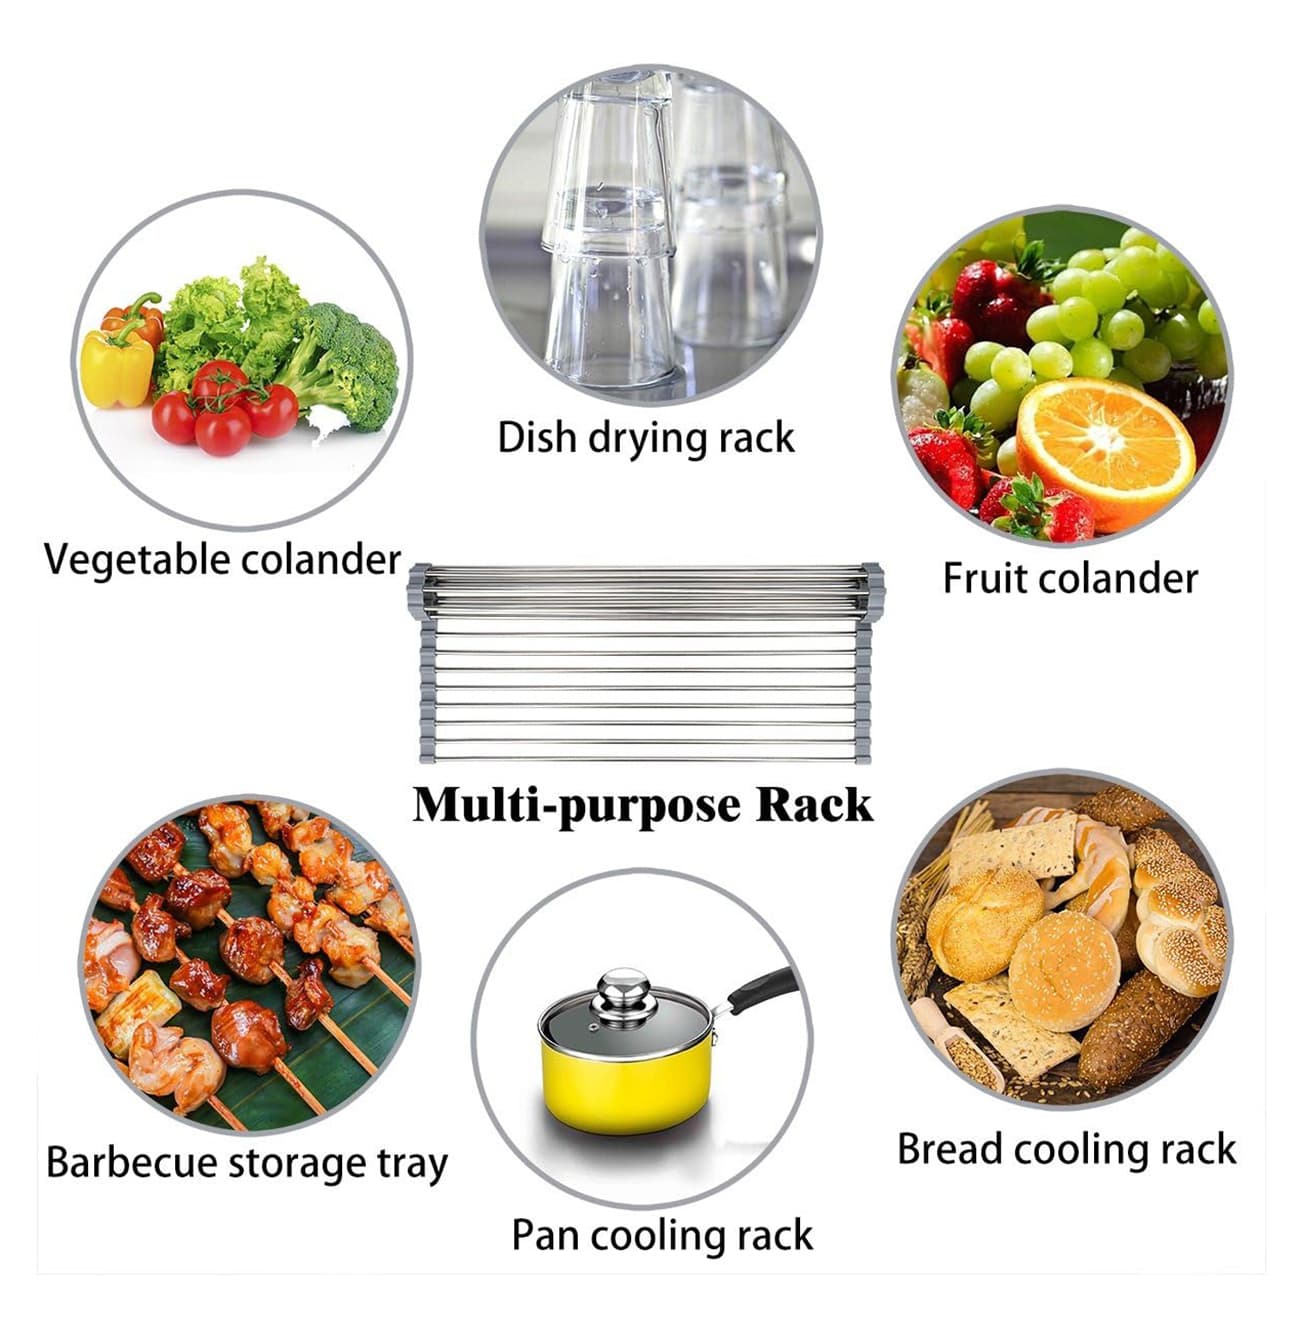 Dish drying rack
Vegetable colander
Fruit colander
Multi-purpose Rack
Barbecue storage tray
Bread cooling rack
Pan cooling rack